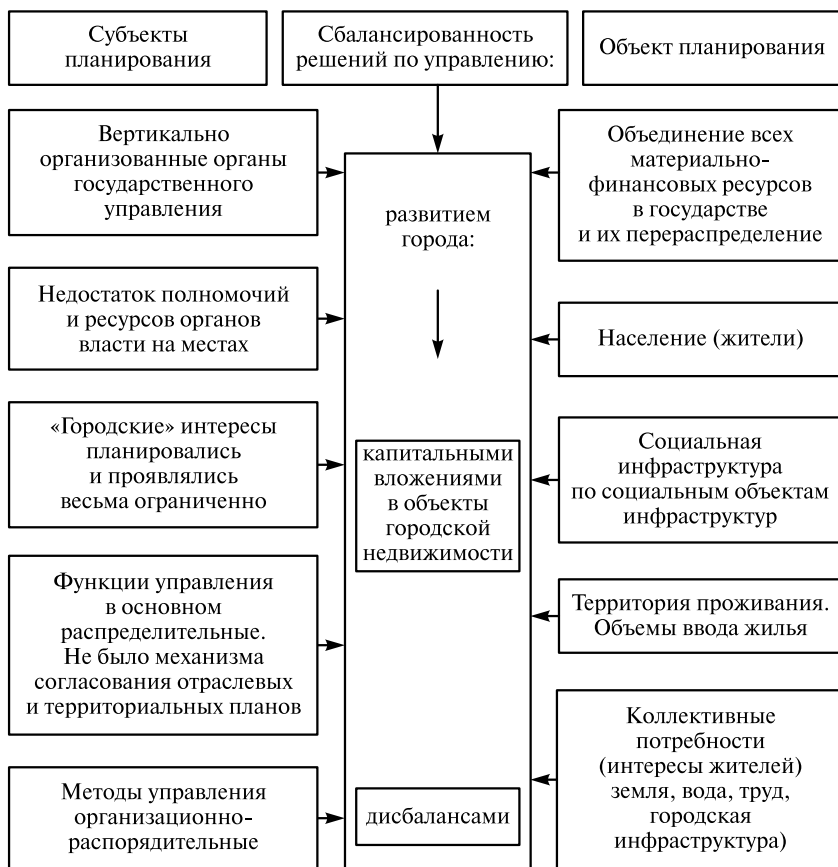 Субъекты
планирования
Сбалансированность
решений по управлению:
Объект планирования
Вертикально
организованные органы
государственного
управления
Недостаток полномочий
и ресурсов органов
власти на местах
«Городские» интересы
планировались
и проявлялись
весьма ограниченно
Функции управления
в основном
распределительные.
Не было механизма
согласования отраслевых
и территориальных планов
Методы управления
организационно-
распорядительные
развитием
города:
капитальными
вложениями
в объекты
городской
недвижимости
дисбалансами
Объединение всех
материально-
финансовых ресурсов
в государстве
и их перераспределение
Население (жители)
Социальная
инфраструктура
по социальным объектам
инфраструктур
Территория проживания.
Объемы ввода жилья
Коллективные
потребности
(интересы жителей)
земля, вода, труд,
городская
инфраструктура)